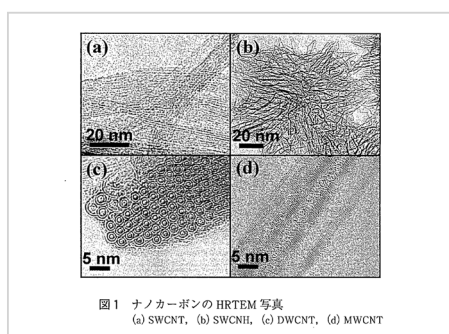 (a)
(b)
20 nm
20 nm
(c)
(d)
5 nm
5 nm
図1 ナノカーボンの HRTEM 写真
(a) SWCNT, (b) SWCNH, (c) DWCNT, (d) MWCNT